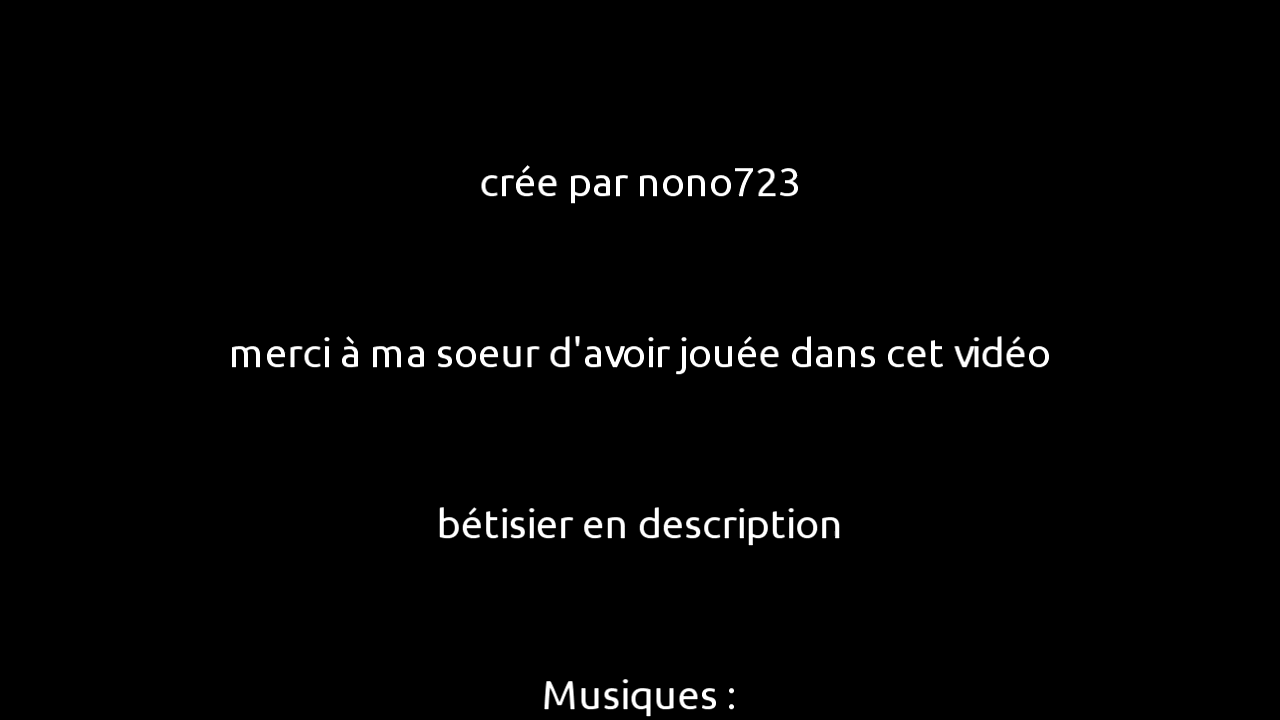 crée par nono723
merci à ma soeur d'avoir jouée dans cet vidéo
bétisier en description
Musiques :